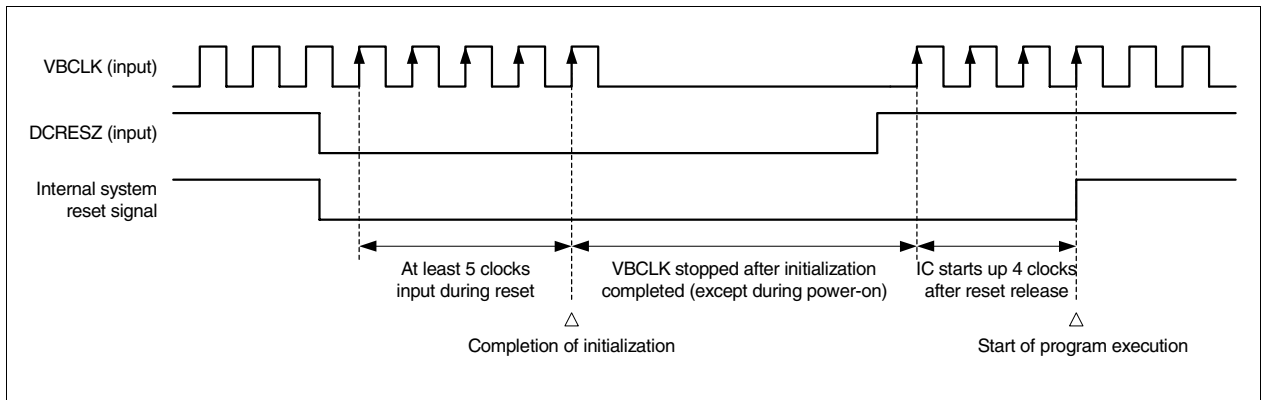 VBCLK (input)
DCRESZ (input)
Internal system
reset signal
At least 5 clocks
input during reset
VBCLK stopped after initialization
completed (except during power-on)
IC starts up 4 clocks
after reset release
Completion of initialization
Start of program execution